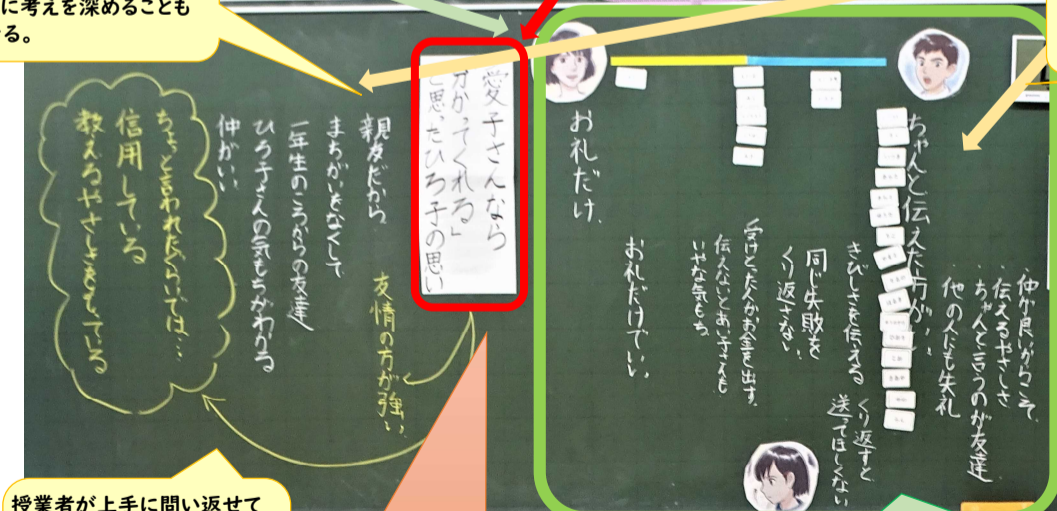 に考えを深めることも
る。
・仲が良いからこそ、
伝えるやさしさ
・ちゃんと言うのが友達
他の人にも失礼
ちゃんと伝えた方が…
くり返すと
送ってほしくない
きびしさを伝える
同じ失敗を
くり返さない、
受けとった人がお金を出す。
伝えないとあい子さんも
いやな気もち
お礼だけ、
お礼だけでいい。
愛子さんなら
分かってくれる」
と思ったひろ子の思い
親友だから
まちがいをなくして
一年生のころからの友達
ひろ子さんの気もちがわかる
仲がいい
友情の方が強い
ちょっと言われたくらいでは…
信用している
教えるやさしさをもっている
授業者が上手に問い返せて